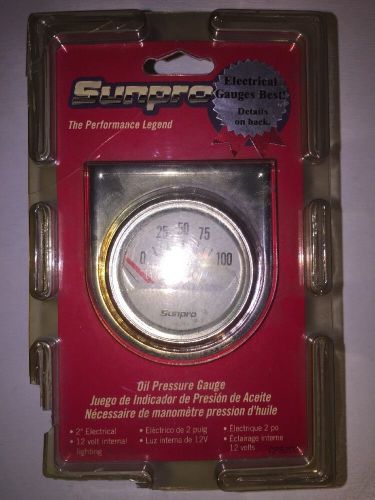 Sunpro
The Performance Legend
Electrical
Gauges Best!
Details
on back.
0 25 50 75 100
Sunpro
Oil Pressure Gauge
Juego de Indicador de Presión de Aceite
Nécessaire de manomètre pression d'huile
• 2" Electrical
• 12 volt internal
lighting
• Eléctrico de 2 pulg
• Luz interna de 12V
• Électrique 2 po
• Éclairage interne
12 volts